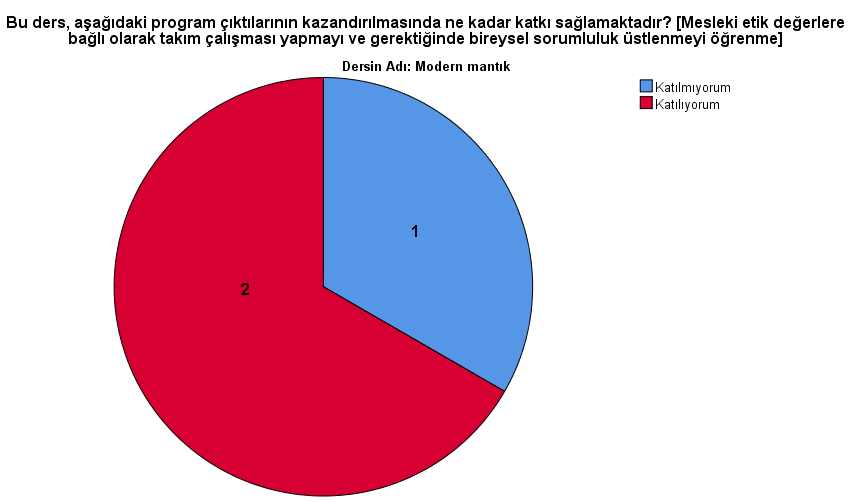 Bu ders, aşağıdaki program çıktılarının kazandırılmasında ne kadar katkı sağlamaktadır? [Mesleki etik değerlere
bağlı olarak takım çalışması yapmayı ve gerektiğinde bireysel sorumluluk üstlenmeyi öğrenme]
Dersin Adı: Modern mantık
Katılmıyorum
Katılıyorum
1
2